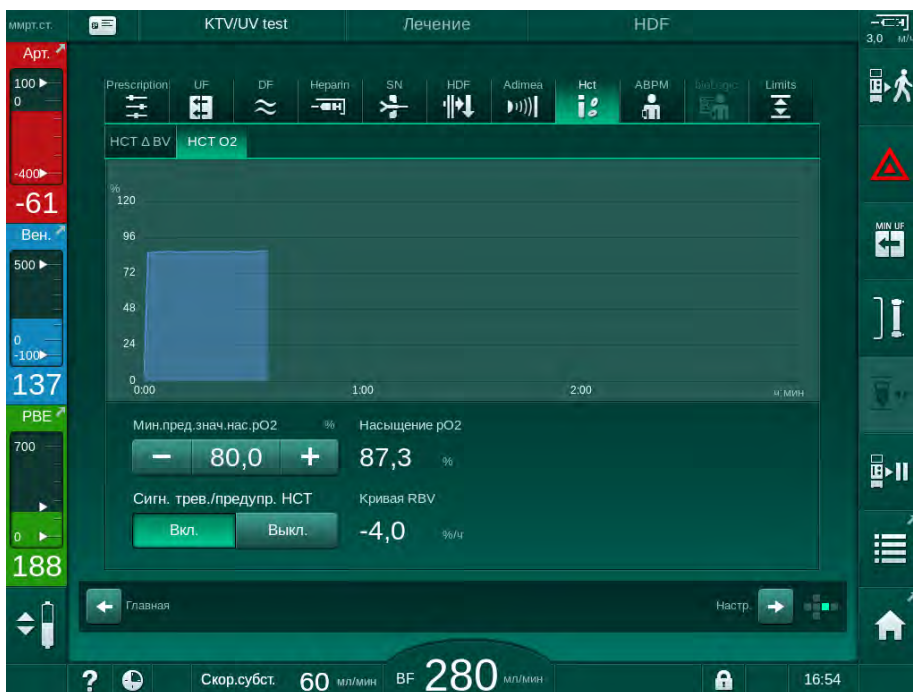 ммрт.ст. KTV/UV test Лечение HDF
3,0
Арт.
100
0
-400
-61
Вен.
500
0
-100
137
PBE
700
0
188
Prescription UF DF Heparin SN HDF Adimea Hct ABPM Limits
HCT Δ BV HCT O2
%
120
96
72
48
24
0
0:00 1:00 2:00 ч:мин
Мин.пред.знач.нас.pO2 % Насыщение pO2
80,0 87,3 %
Сигн. трев./предупр. HCT Кривая RBV
Вкл. Выкл. -4,0 %/ч
MIN UF
Главная Настр.
? Скор.субст. 60 мл/мин BF 280 мл/мин 16:54